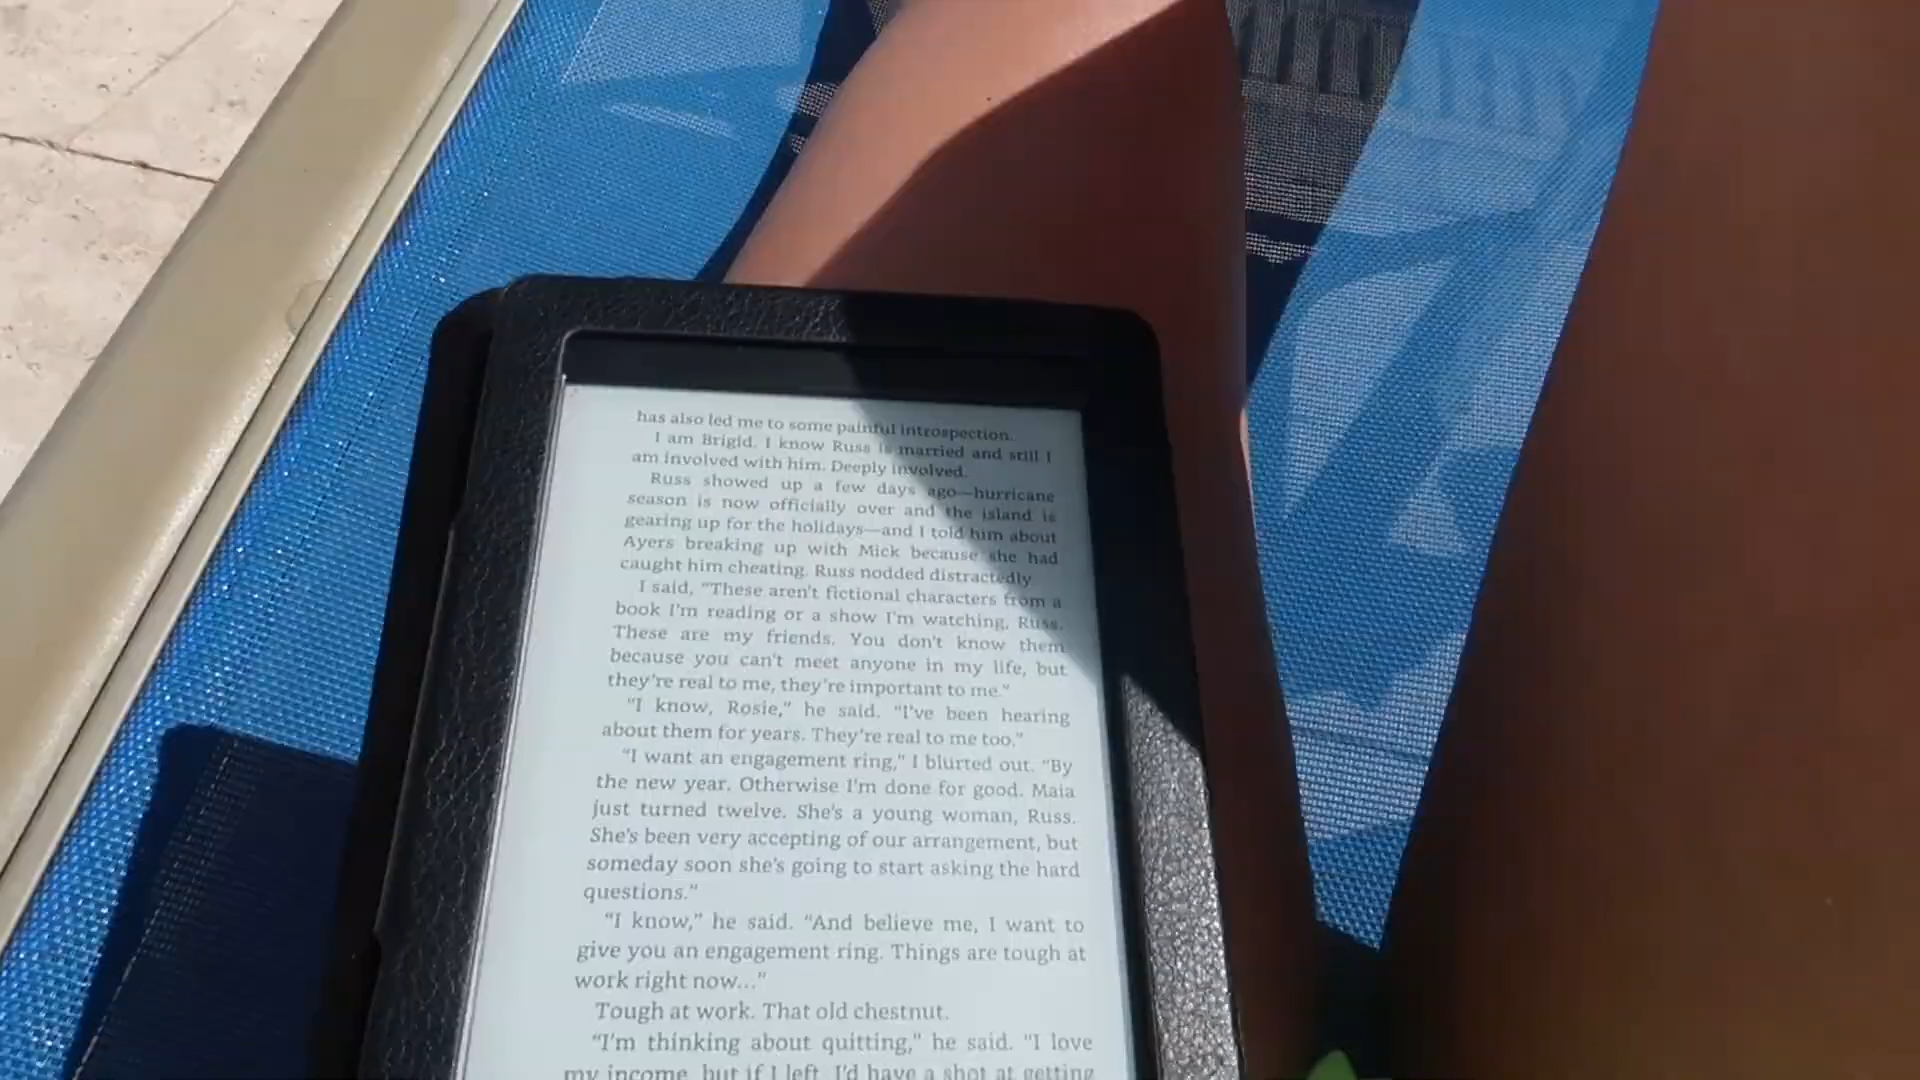 has also led me to some painful introspection.
I am Brigid. I know Russ is married and still I
am involved with him. Deeply involved.
Russ showed up a few days ago—hurricane
season is now officially over and the island is
gearing up for the holidays—and I told him about
Ayers breaking up with Mick because she had
caught him cheating. Russ nodded distractedly.
I said, “These aren’t fictional characters from a
book I’m reading or a show I’m watching, Russ.
These are my friends. You don’t know them
because you can’t meet anyone in my life, but
they’re real to me, they’re important to me.”
“I know, Rosie,” he said. “I’ve been hearing
about them for years. They’re real to me too.”
“I want an engagement ring,” I blurted out. “By
the new year. Otherwise I’m done for good. Maia
just turned twelve. She’s a young woman, Russ.
She’s been very accepting of our arrangement, but
someday soon she’s going to start asking the hard
questions.”
“I know,” he said. “And believe me, I want to
give you an engagement ring. Things are tough at
work right now...”
Tough at work. That old chestnut.
“I’m thinking about quitting,” he said. “I love
my income, but if I left, I’d have a shot at getting